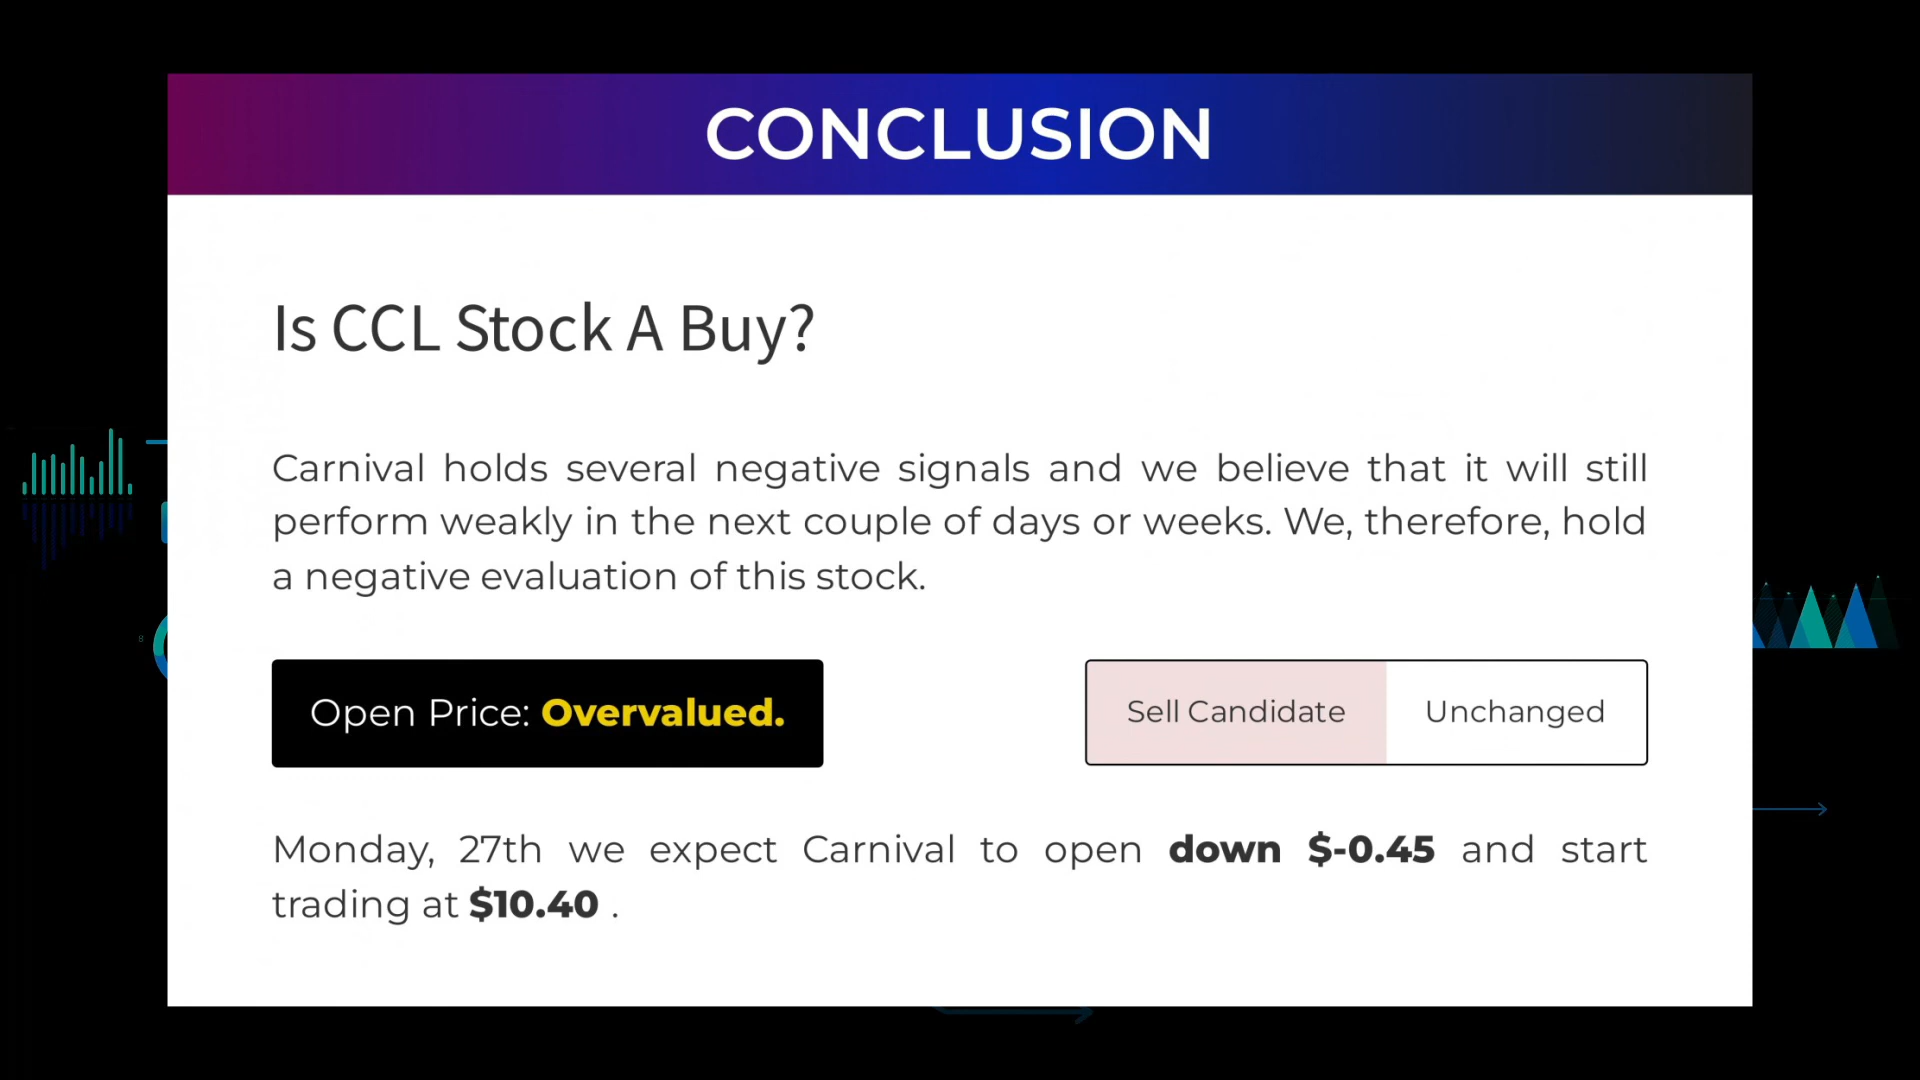 CONCLUSION
Is CCL Stock A Buy?
Carnival holds several negative signals and we believe that it will still
perform weakly in the next couple of days or weeks. We, therefore, hold
a negative evaluation of this stock.
Open Price: Overvalued.
Sell Candidate
Unchanged
Monday, 27th we expect Carnival to open down $-0.45 and start
trading at $10.40 .
8